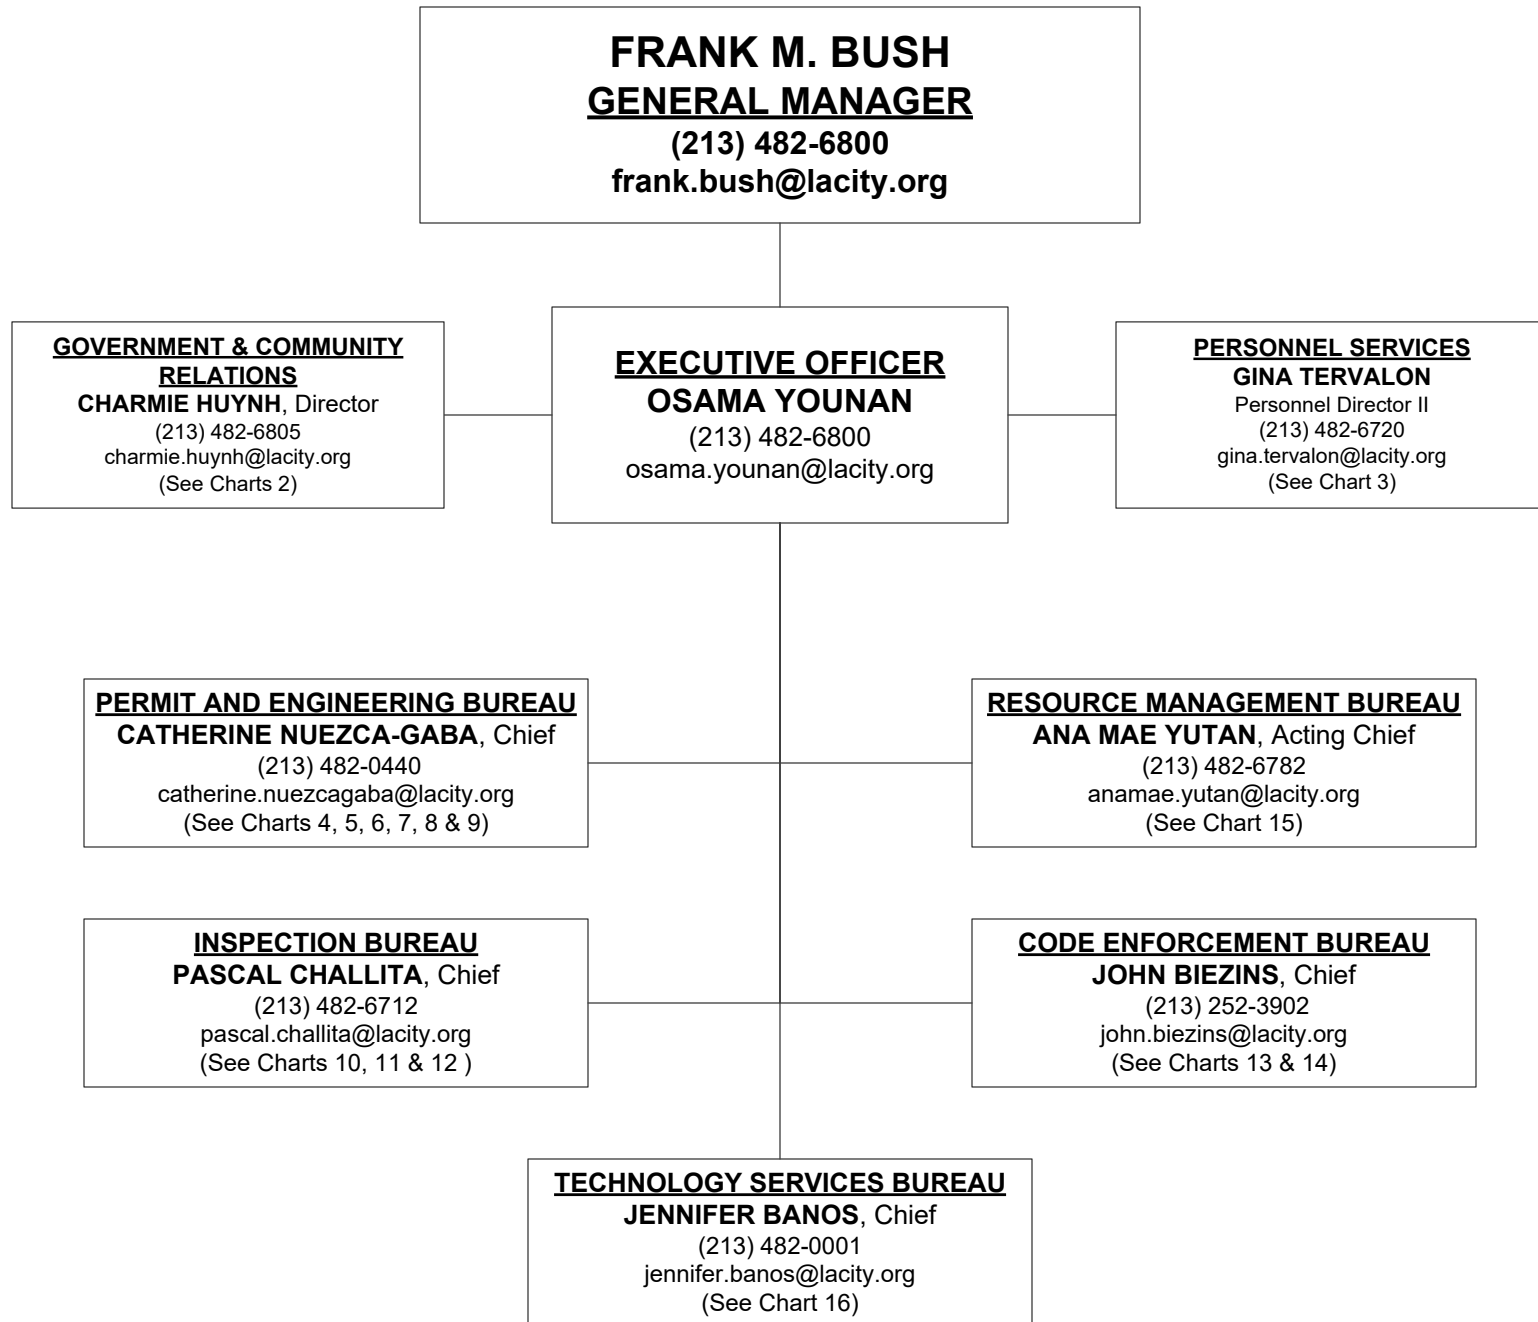 FRANK M. BUSH
GENERAL MANAGER
(213) 482-6800
frank.bush@lacity.org
GOVERNMENT & COMMUNITY
RELATIONS
CHARMIE HUYNH, Director
(213) 482-6805
charmie.huynh@lacity.org
(See Charts 2)
EXECUTIVE OFFICER
OSAMA YOUNAN
(213) 482-6800
osama.younan@lacity.org
PERSONNEL SERVICES
GINA TERVALON
Personnel Director II
(213) 482-6720
gina.tervalon@lacity.org
(See Chart 3)
PERMIT AND ENGINEERING BUREAU
CATHERINE NUEZCA-GABA, Chief
(213) 482-0440
catherine.nuezcagaba@lacity.org
(See Charts 4, 5, 6, 7, 8 & 9)
RESOURCE MANAGEMENT BUREAU
ANA MAE YUTAN, Acting Chief
(213) 482-6782
anamae.yutan@lacity.org
(See Chart 15)
INSPECTION BUREAU
PASCAL CHALLITA, Chief
(213) 482-6712
pascal.challita@lacity.org
(See Charts 10, 11 & 12 )
CODE ENFORCEMENT BUREAU
JOHN BIEZINS, Chief
(213) 252-3902
john.biezins@lacity.org
(See Charts 13 & 14)
TECHNOLOGY SERVICES BUREAU
JENNIFER BANOS, Chief
(213) 482-0001
jennifer.banos@lacity.org
(See Chart 16)